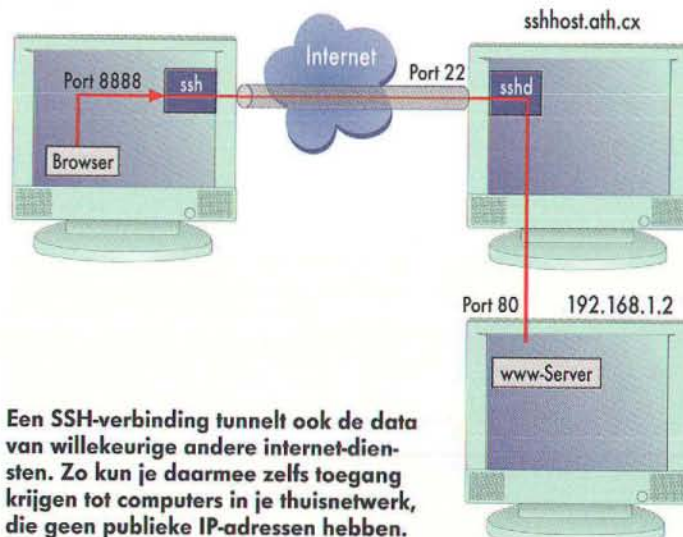 sshhost.ath.cx
Internet
Port 8888
ssh
Port 22
sshd
Browser
Port 80
192.168.1.2
www-Server
Een SSH-verbinding tunnelt ook de data
van willekeurige andere internet-dien-
sten. Zo kun je daarmee zelfs toegang
krijgen tot computers in je thuisnetwerk,
die geen publieke IP-adressen hebben.